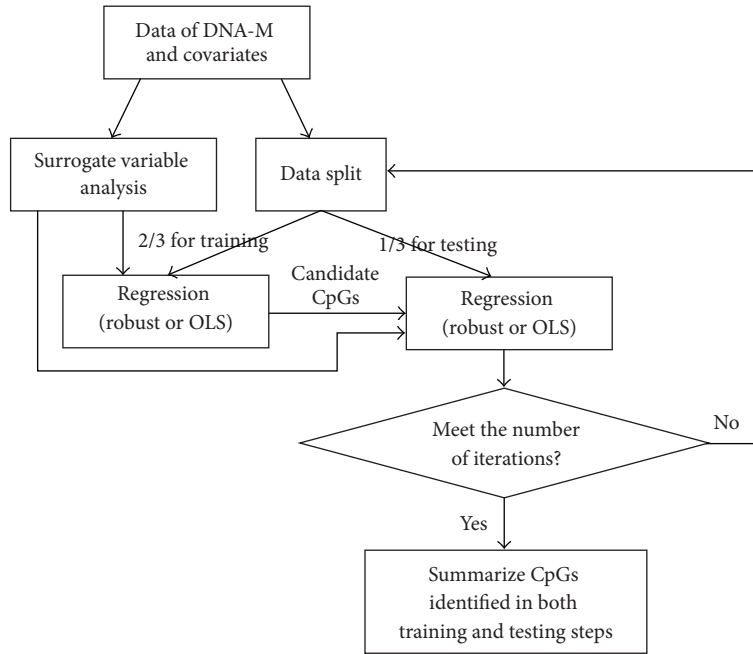 Data of DNA-M
and covariates
Surrogate variable
analysis
Data split
2/3 for training
1/3 for testing
Regression
(robust or OLS)
Candidate
CpGs
Regression
(robust or OLS)
Meet the number
of iterations?
No
Yes
Summarize CpGs
identified in both
training and testing steps